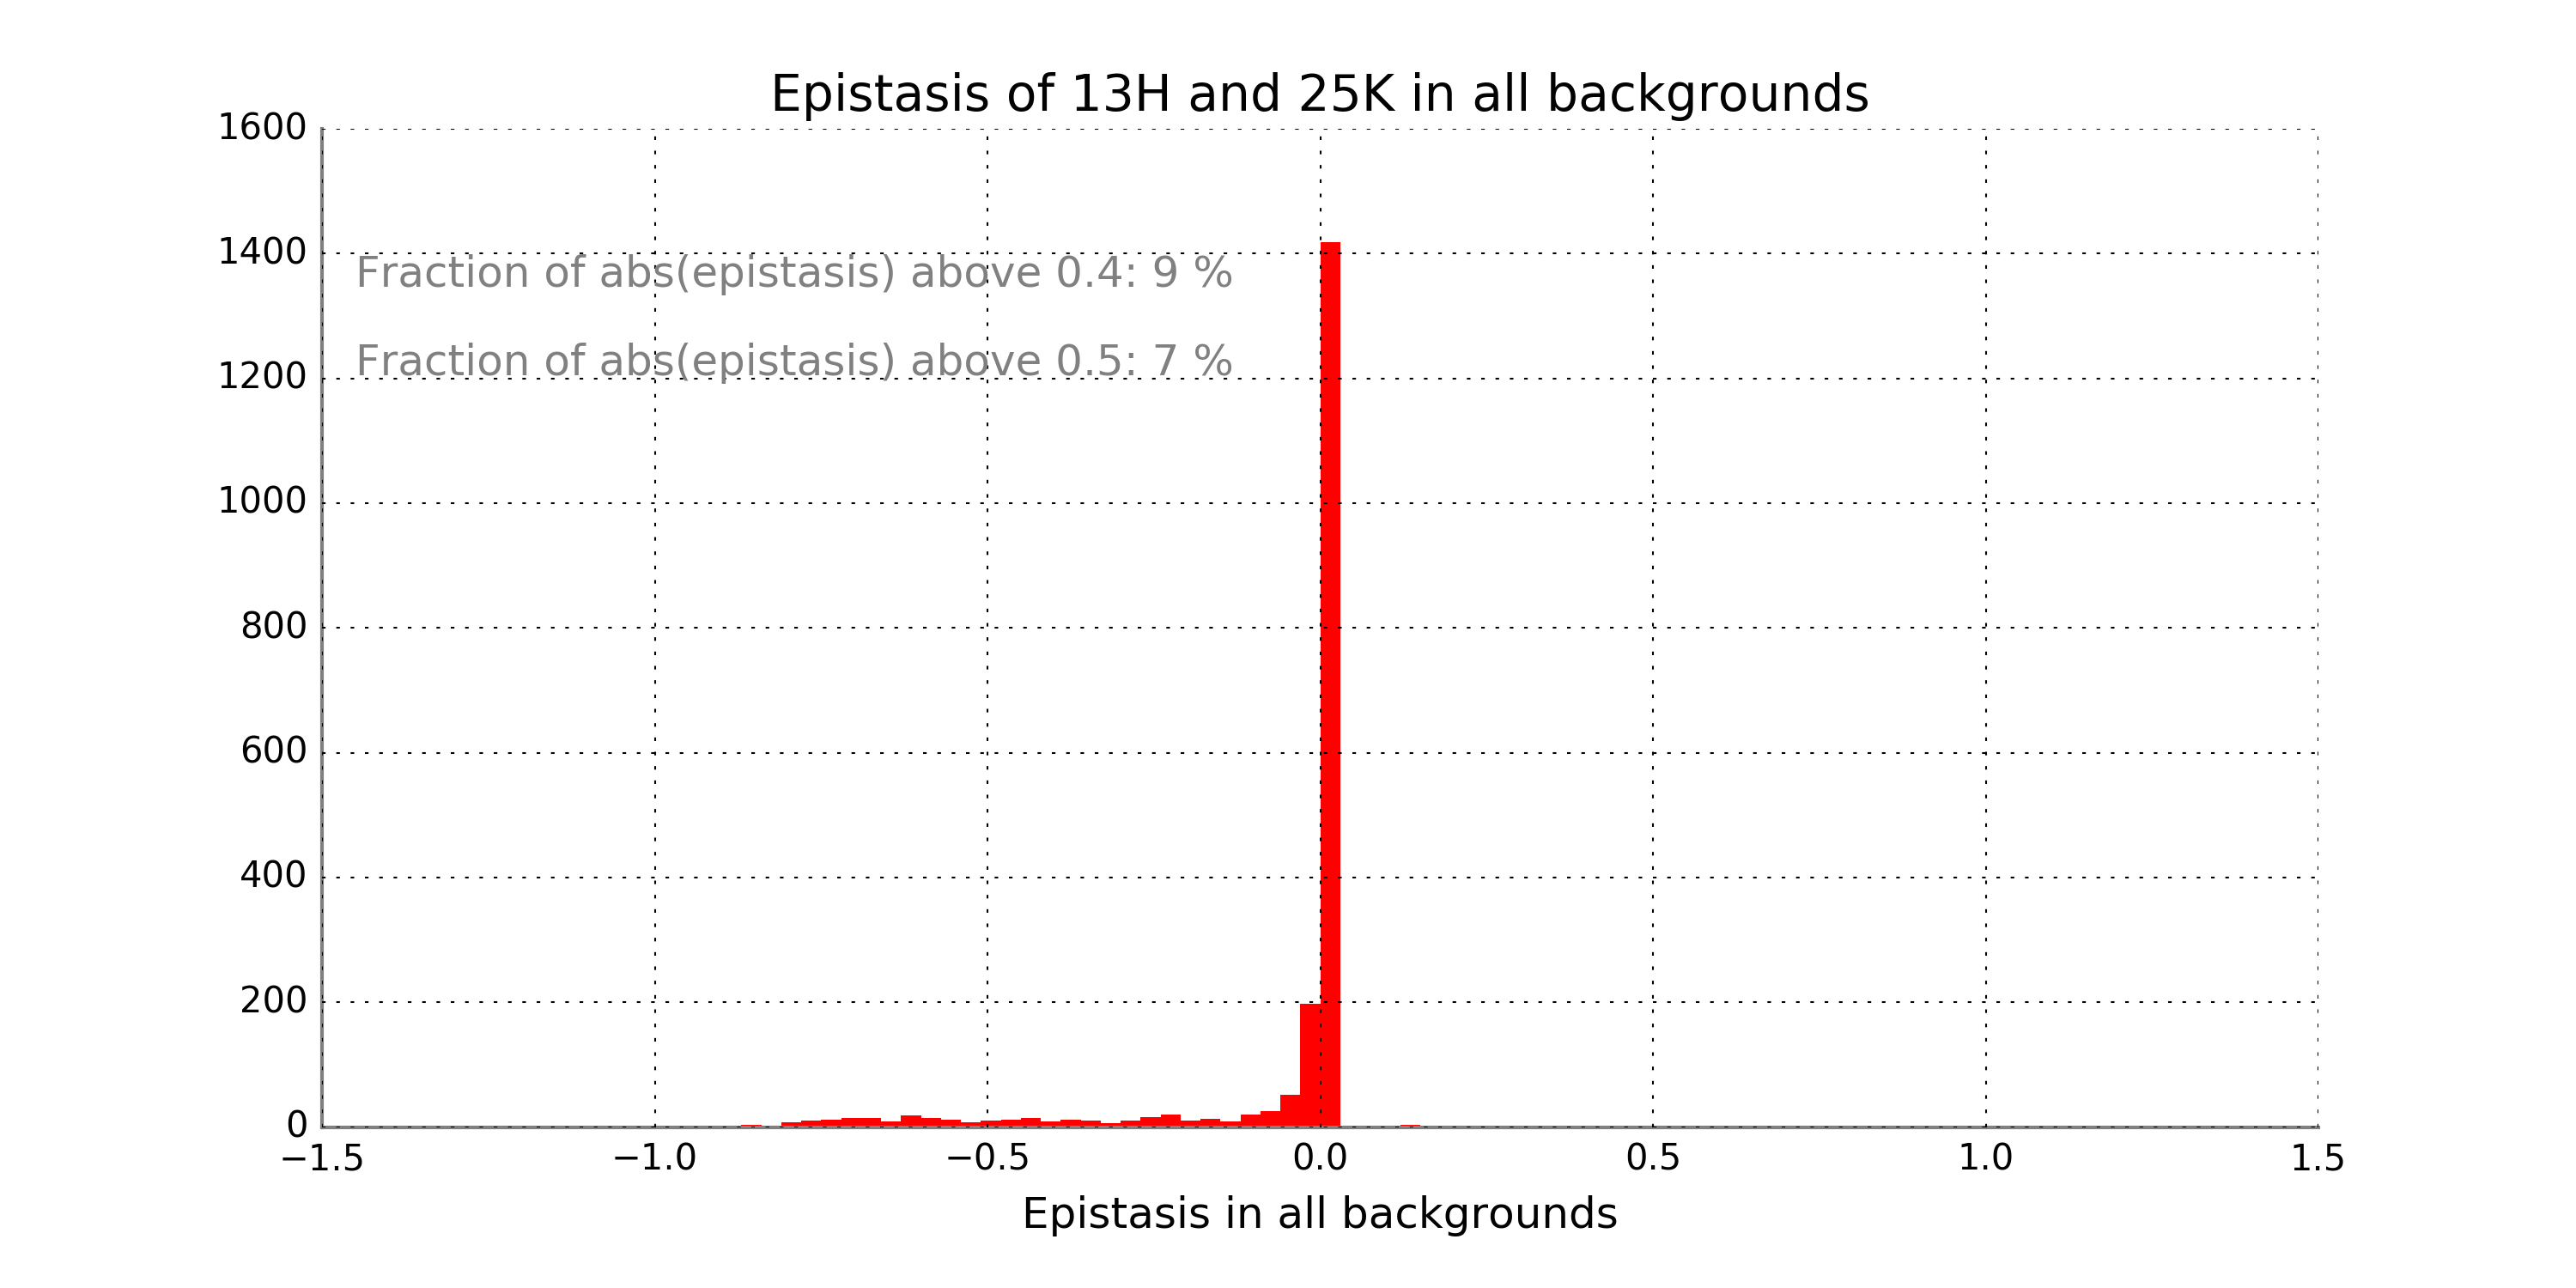 Epistasis of 13H and 25K in all backgrounds
1600
1400
Fraction of abs(epistasis) above 0.4: 9 %
Fraction of abs(epistasis) above 0.5: 7 %
1200
1000
800
600
400
200
0
−1.5 −1.0 −0.5 0.0 0.5 1.0 1.5
Epistasis in all backgrounds